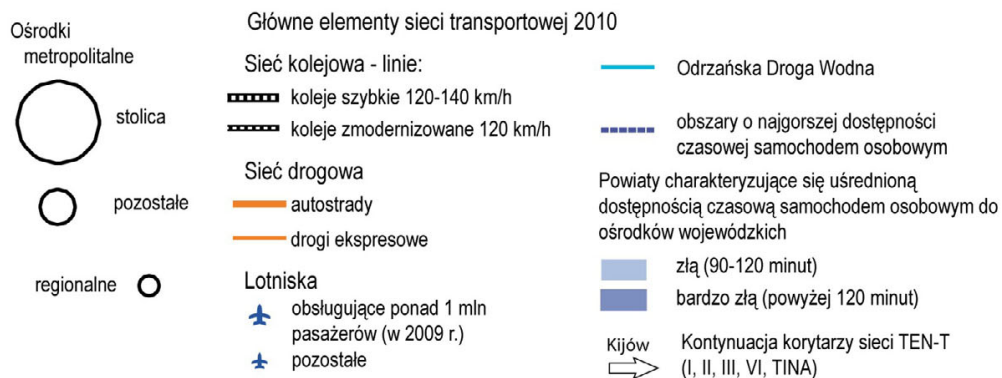 Ośrodki
metropolitalne
stolica
pozostałe
regionalne
Główne elementy sieci transportowej 2010
Sieć kolejowa - linie:
koleje szybkie 120-140 km/h
koleje zmodernizowane 120 km/h
Sieć drogowa
autostrady
drogi ekspresowe
Lotniska
obsługujące ponad 1 mln
pasażerów (w 2009 r.)
pozostałe
Odrzańska Droga Wodna
obszary o najgorszej dostępności
czasowej samochodem osobowym
Powiaty charakteryzujące się uśrednioną
dostępnością czasową samochodem osobowym do
ośrodków wojewódzkich
złą (90-120 minut)
bardzo złą (powyżej 120 minut)
Kijów
Kontynuacja korytarzy sieci TEN-T
(I, II, III, VI, TINA)